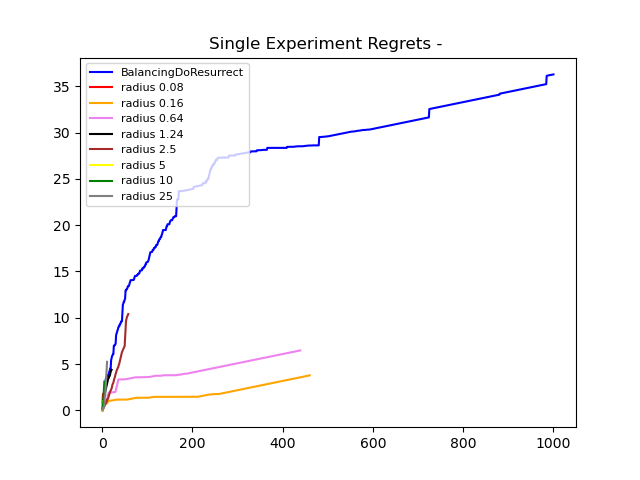 Single Experiment Regrets -
BalancingDoResurrect
radius 0.08
radius 0.16
radius 0.64
radius 1.24
radius 2.5
radius 5
radius 10
radius 25
35
30
25
20
15
10
5
0
0 200 400 600 800 1000